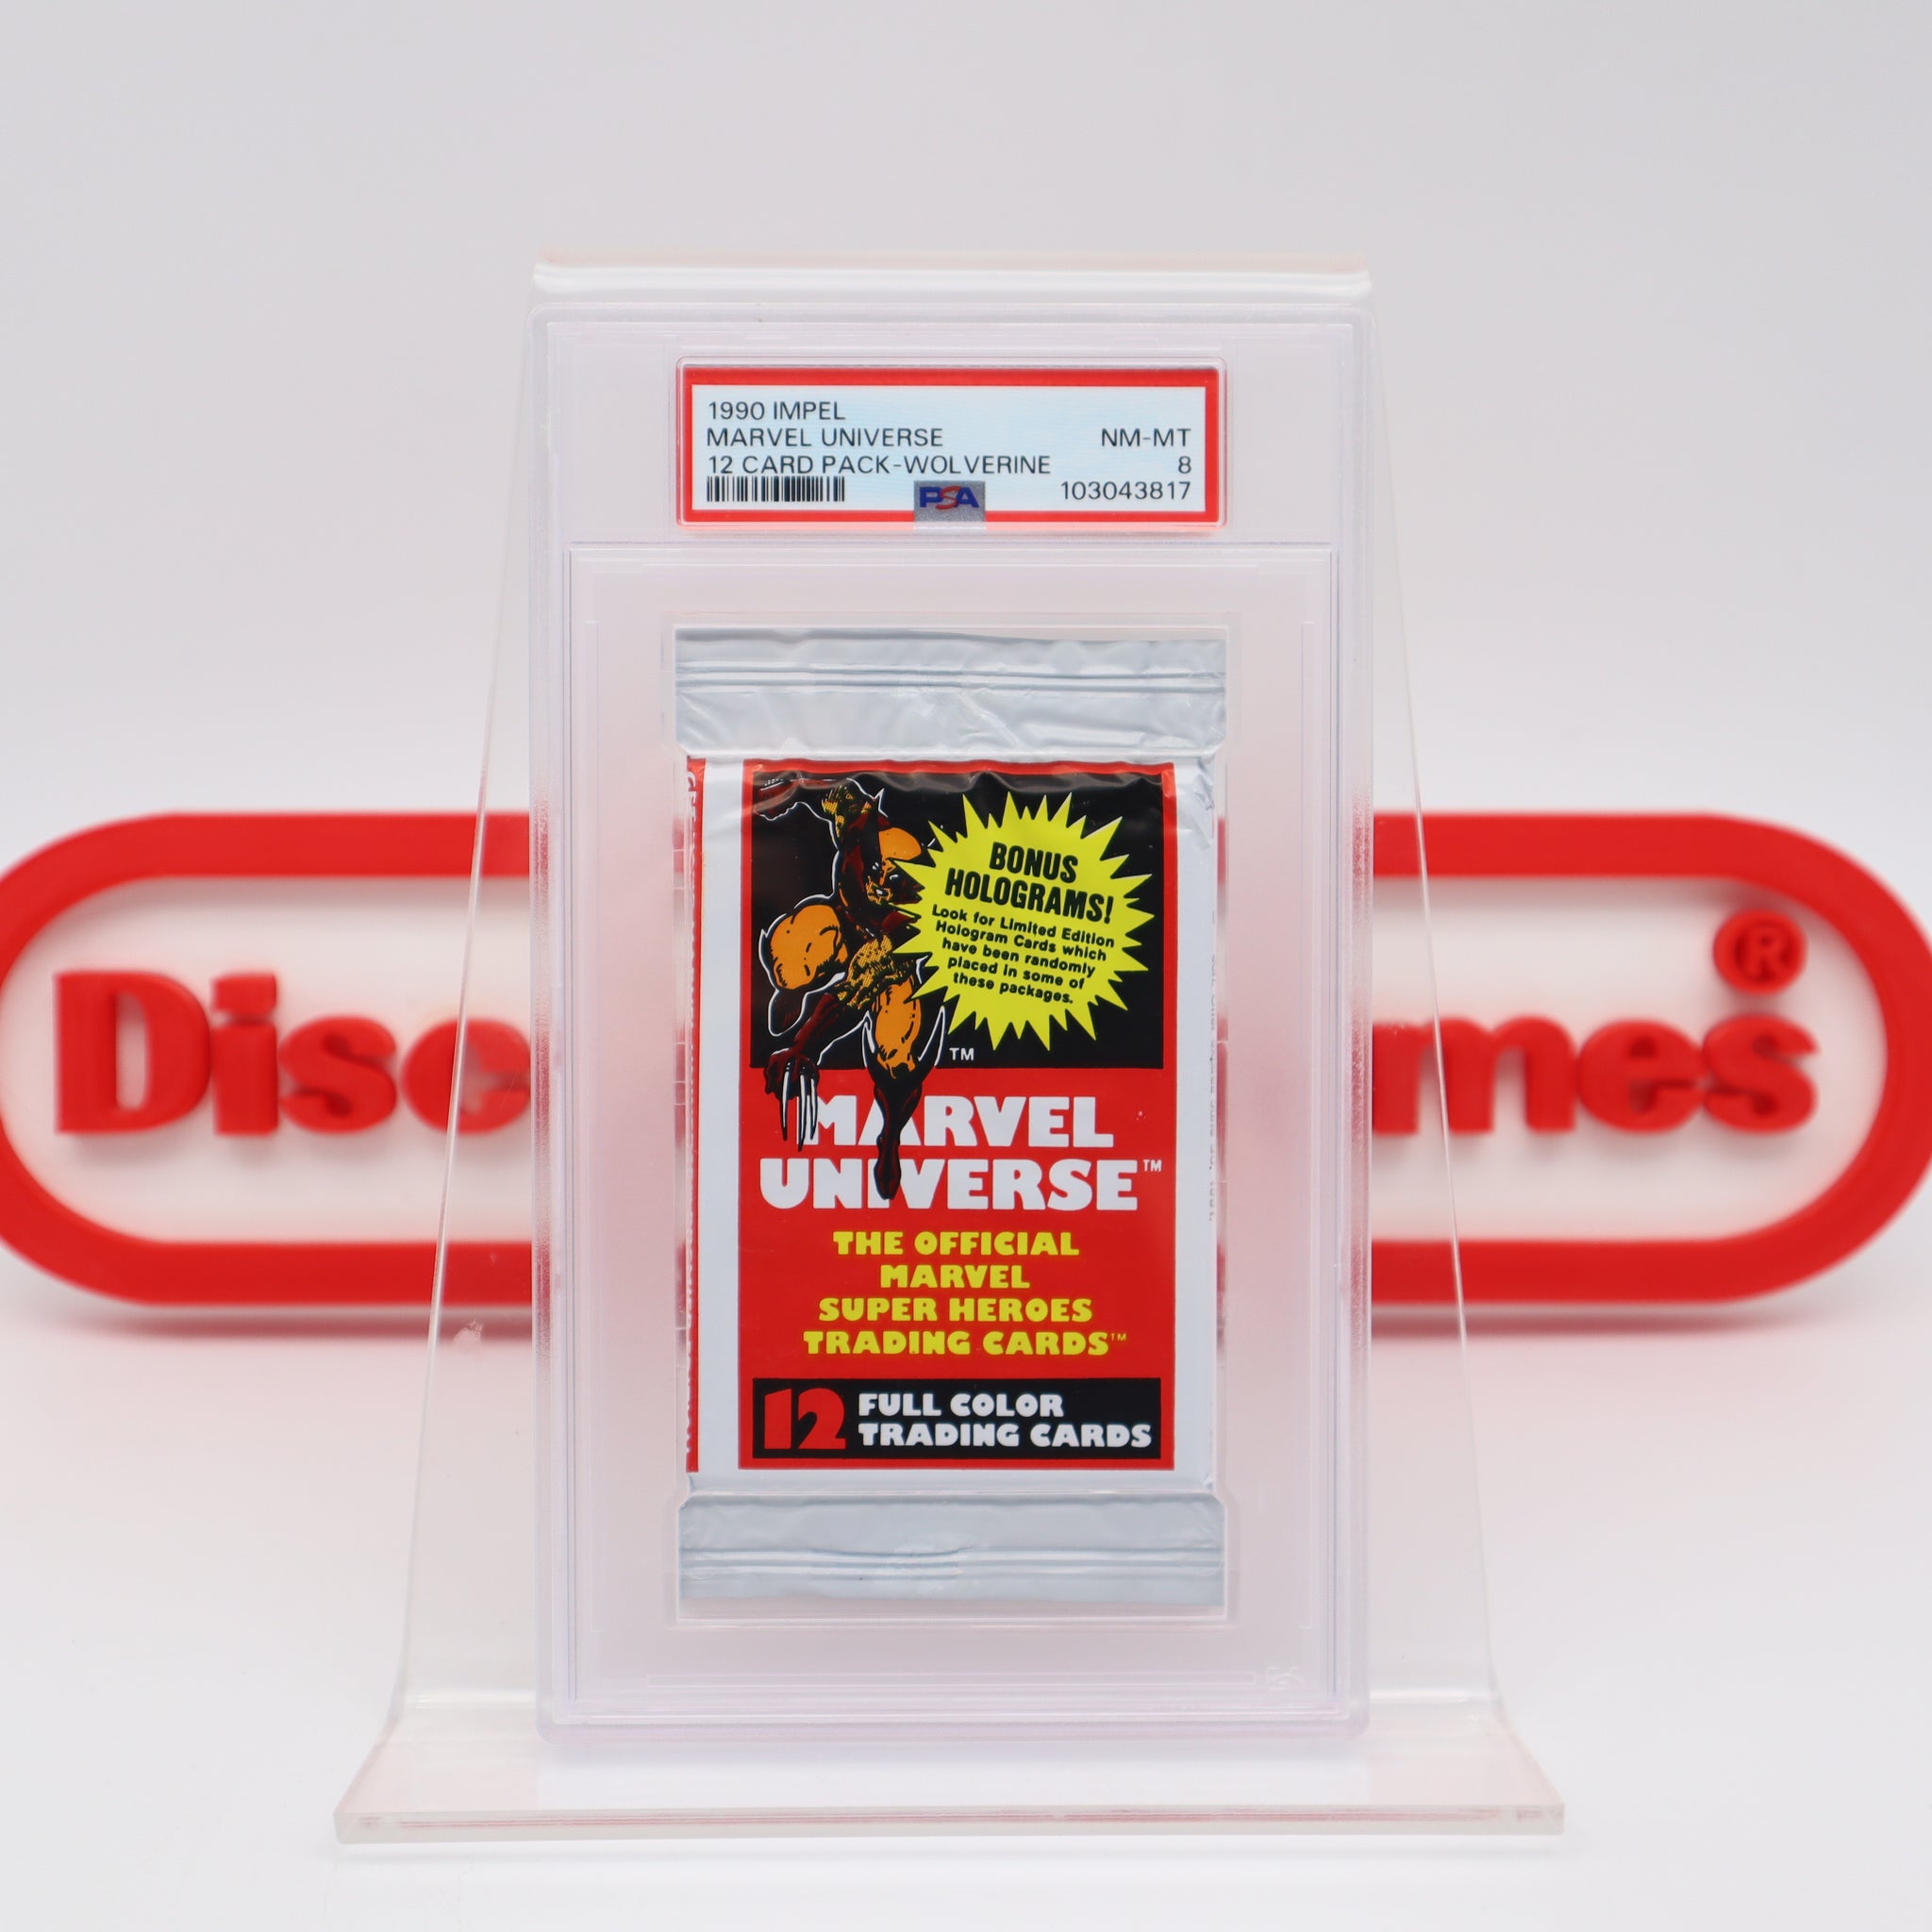 1990 IMPEL
MARVEL UNIVERSE NM-MT
12 CARD PACK-WOLVERINE 8
PSA 103043817
BONUS
HOLOGRAMS!
Look for Limited Edition
Hologram Cards which
have been randomly
placed in some of
these packages.
TM
MARVEL
UNIVERSE™
THE OFFICIAL
MARVEL
SUPER HEROES
TRADING CARDS™
12 FULL COLOR
TRADING CARDS
Disc mes®